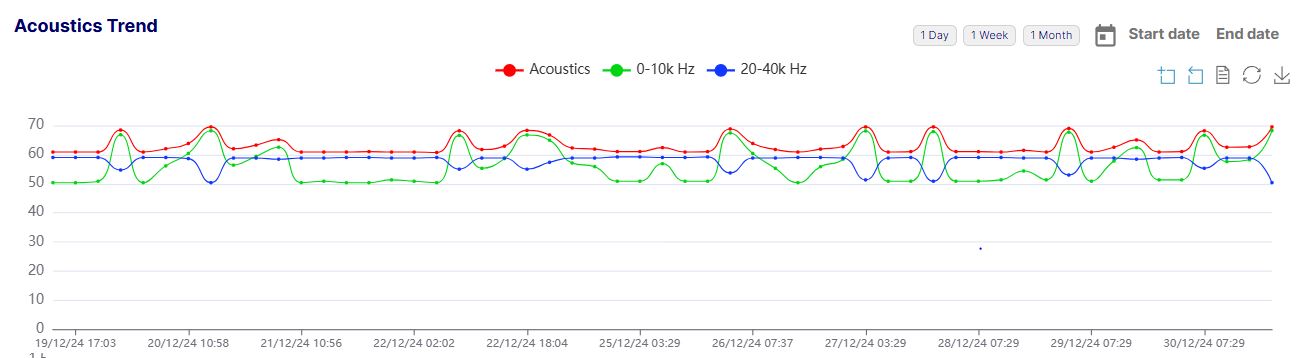 Acoustics Trend
1 Day 1 Week 1 Month Start date End date
Acoustics 0-10k Hz 20-40k Hz
70
60
50
40
30
20
10
0
19/12/24 17:03 20/12/24 10:58 21/12/24 10:56 22/12/24 02:02 22/12/24 18:04 25/12/24 03:29 26/12/24 07:37 27/12/24 03:29 28/12/24 07:29 29/12/24 07:29 30/12/24 07:29